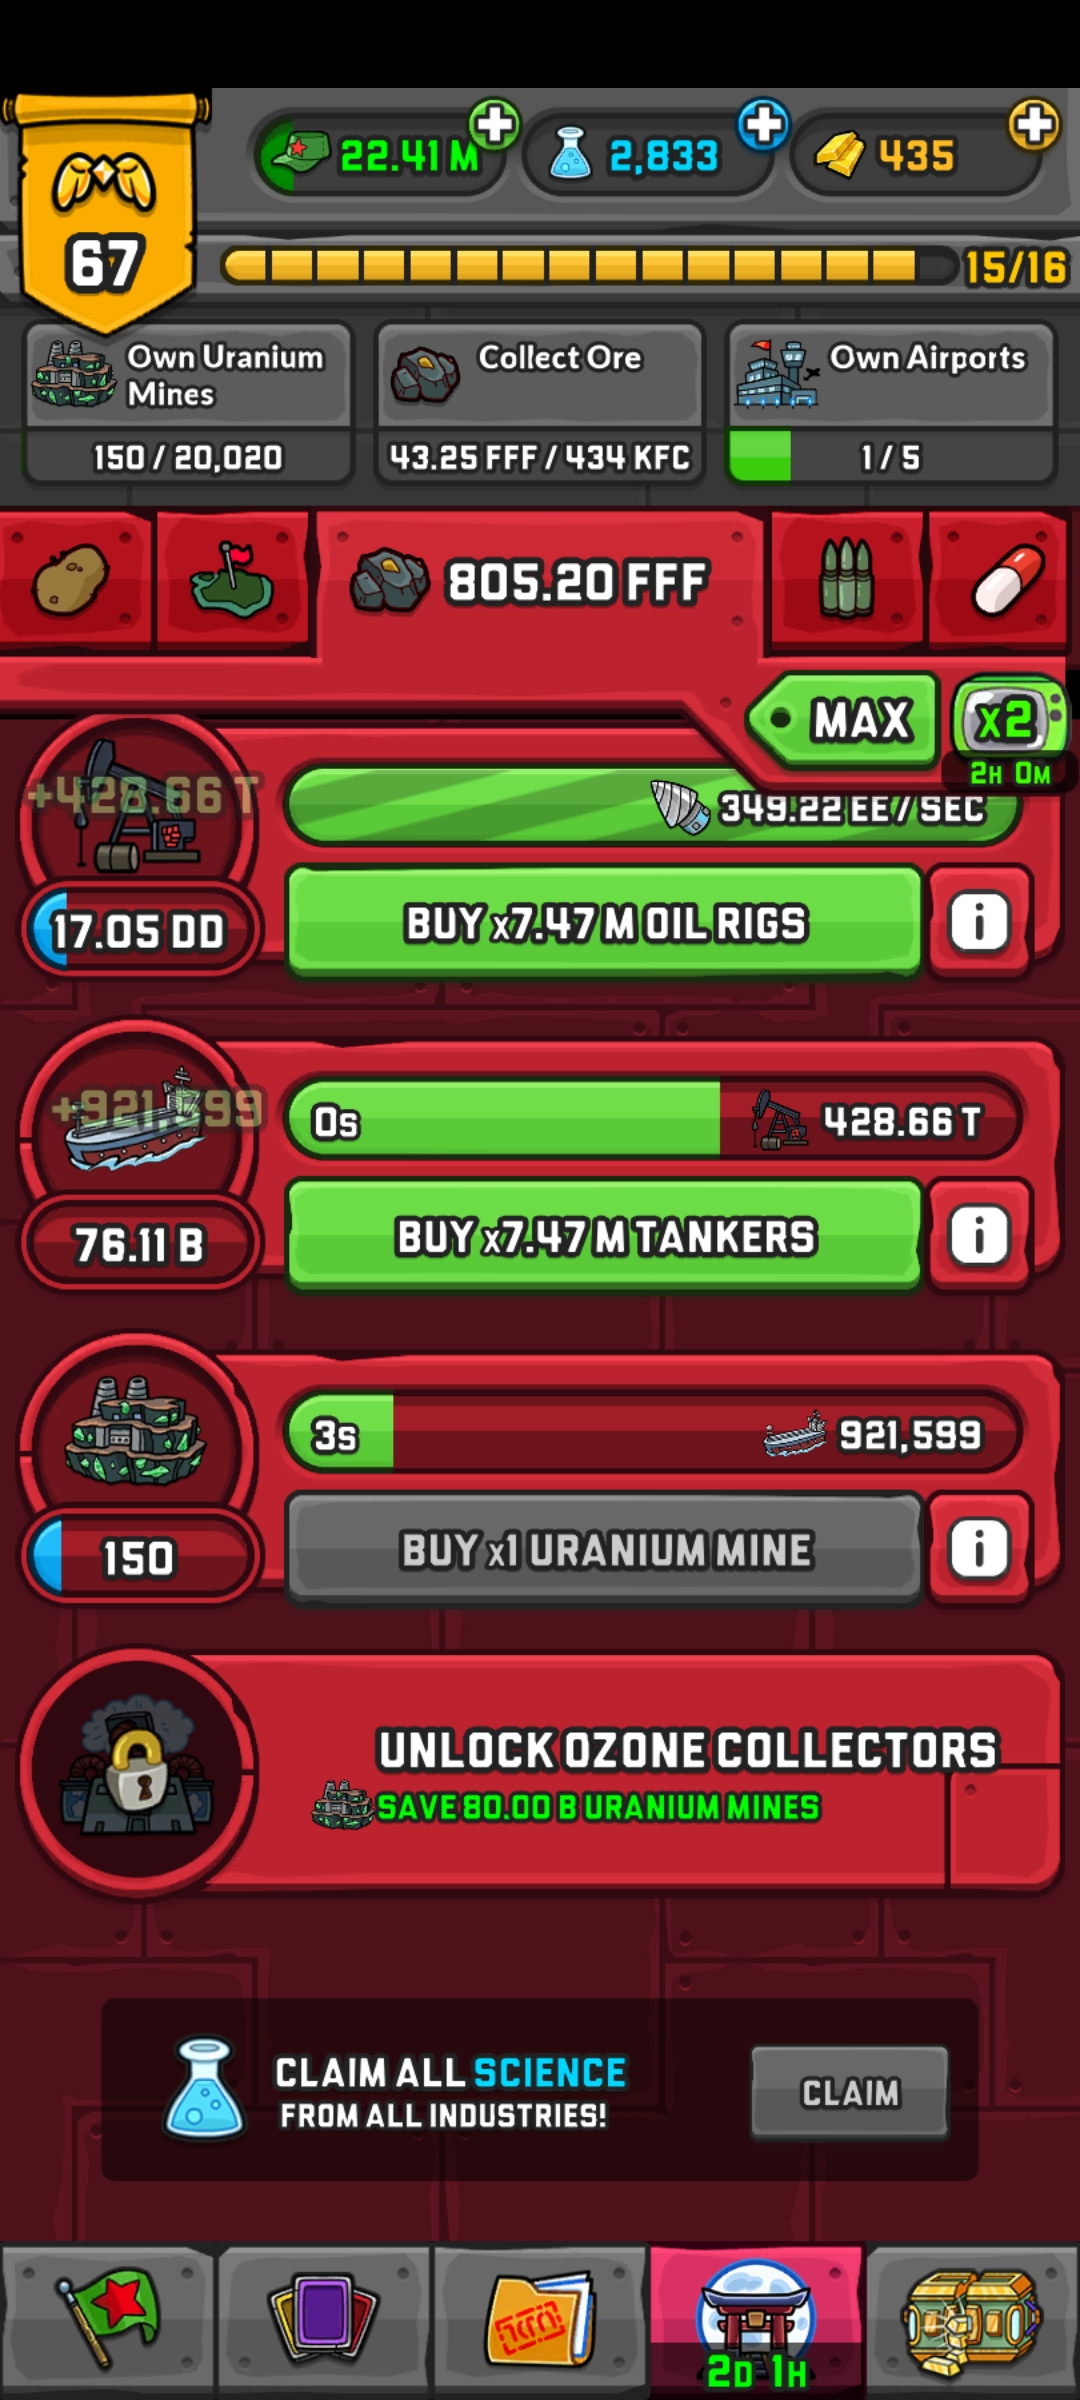 22.41 M
2,833
435
67
15/16
Own Uranium
Mines
150 / 20,020
Collect Ore
43.25 FFF / 434 KFC
Own Airports
1 / 5
805.20 FFF
MAX
x2
2H 0M
+428.66 T
349.22 EE / SEC
17.05 DD
BUY x7.47 M OIL RIGS
i
+921,599
0s
428.66 T
76.11 B
BUY x7.47 M TANKERS
i
3s
921,599
150
BUY x1 URANIUM MINE
i
UNLOCK OZONE COLLECTORS
SAVE 80.00 B URANIUM MINES
CLAIM ALL SCIENCE
FROM ALL INDUSTRIES!
CLAIM
2D 1H